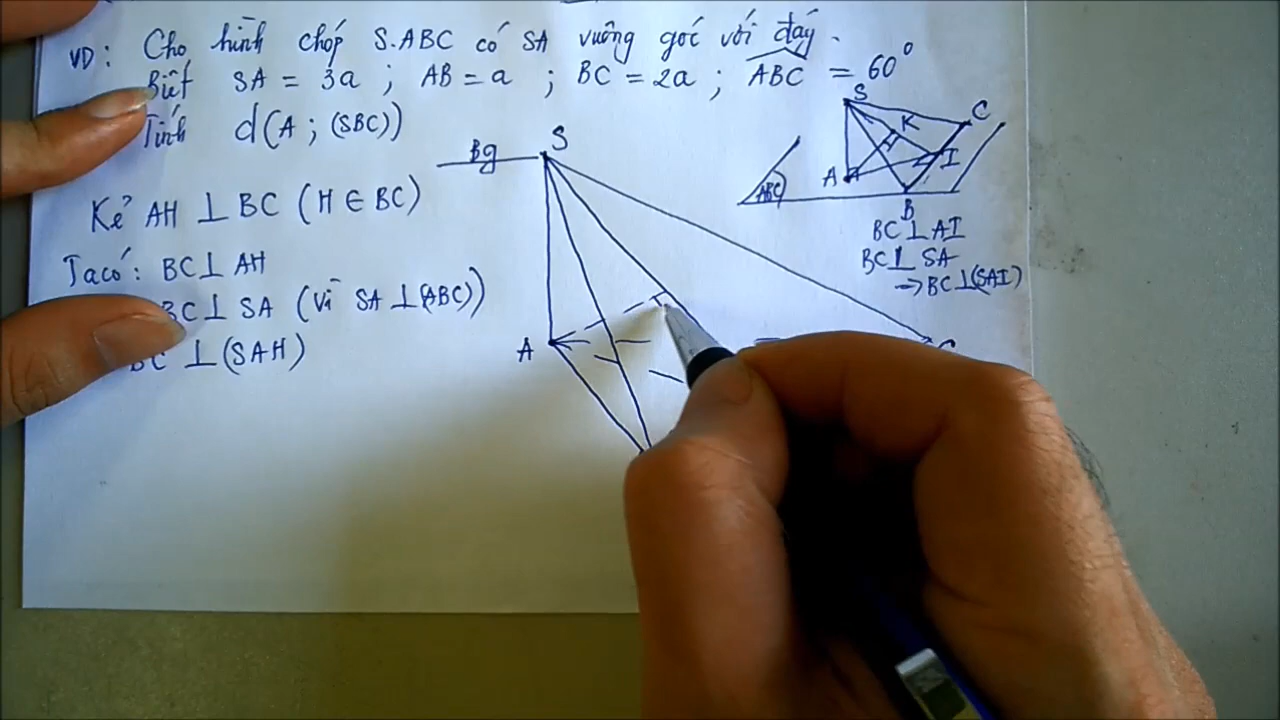 VD: Cho hình chóp S.ABC có SA vuông góc với đáy.
Biết SA = 3a ; AB = a ; BC = 2a ; ABC = 60°
Tính d(A ; (SBC))
Bg
Kẻ AH ⊥ BC (H ∈ BC)
Ta có: BC ⊥ AH
BC ⊥ SA (Vì SA ⊥ (ABC))
BC ⊥ (SAH)
S
A
S
K
C
A
I
B
ABC
BC ⊥ AI
BC ⊥ SA
→ BC ⊥ (SAI)